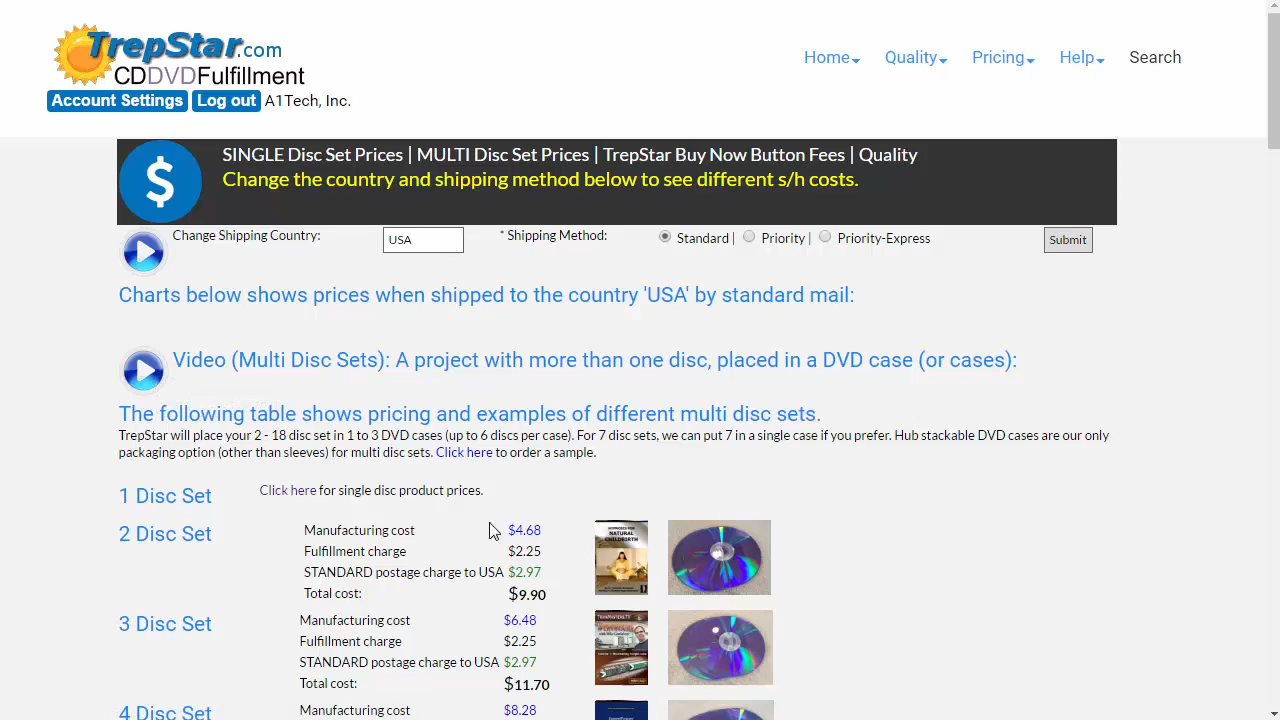 TrepStar.com
CDDVDFulfillment
Account Settings Log out A1Tech, Inc.
Home Quality Pricing Help Search
$
SINGLE Disc Set Prices | MULTI Disc Set Prices | TrepStar Buy Now Button Fees | Quality
Change the country and shipping method below to see different s/h costs.
Change Shipping Country: USA * Shipping Method: Standard | Priority | Priority-Express Submit
Charts below shows prices when shipped to the country 'USA' by standard mail:
Video (Multi Disc Sets): A project with more than one disc, placed in a DVD case (or cases):
The following table shows pricing and examples of different multi disc sets.
TrepStar will place your 2 - 18 disc set in 1 to 3 DVD cases (up to 6 discs per case). For 7 disc sets, we can put 7 in a single case if you prefer. Hub stackable DVD cases are our only
packaging option (other than sleeves) for multi disc sets. Click here to order a sample.
1 Disc Set Click here for single disc product prices.
2 Disc Set
Manufacturing cost $4.68
Fulfillment charge $2.25
STANDARD postage charge to USA $2.97
Total cost: $9.90
NATURAL
CHILDBIRTH
3 Disc Set
Manufacturing cost $6.48
Fulfillment charge $2.25
STANDARD postage charge to USA $2.97
Total cost: $11.70
4 Disc Set
Manufacturing cost $8.28